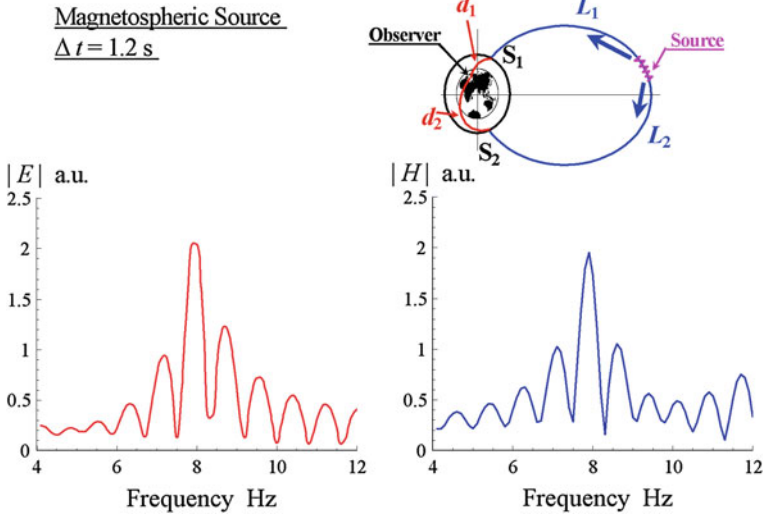 Magnetospheric Source
Δ t = 1.2 s
Observer
d1
d2
S1
S2
L1
L2
Source
|E| a.u.
2.5
2
1.5
1
0.5
0
4 6 8 10 12
Frequency Hz
|H| a.u.
2.5
2
1.5
1
0.5
0
4 6 8 10 12
Frequency Hz